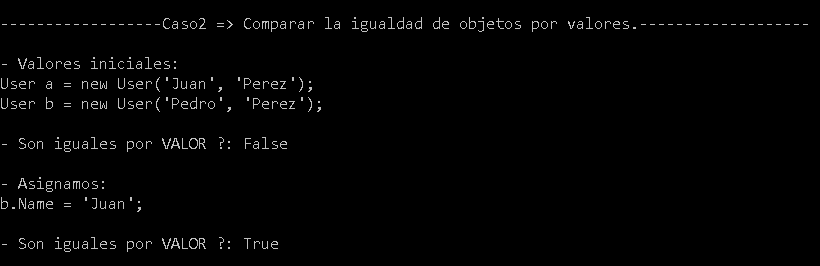 ------------------Caso2 => Comparar la igualdad de objetos por valores.-------------------
- Valores iniciales:
User a = new User('Juan', 'Perez');
User b = new User('Pedro', 'Perez');
- Son iguales por VALOR ?: False
- Asignamos:
b.Name = 'Juan';
- Son iguales por VALOR ?: True